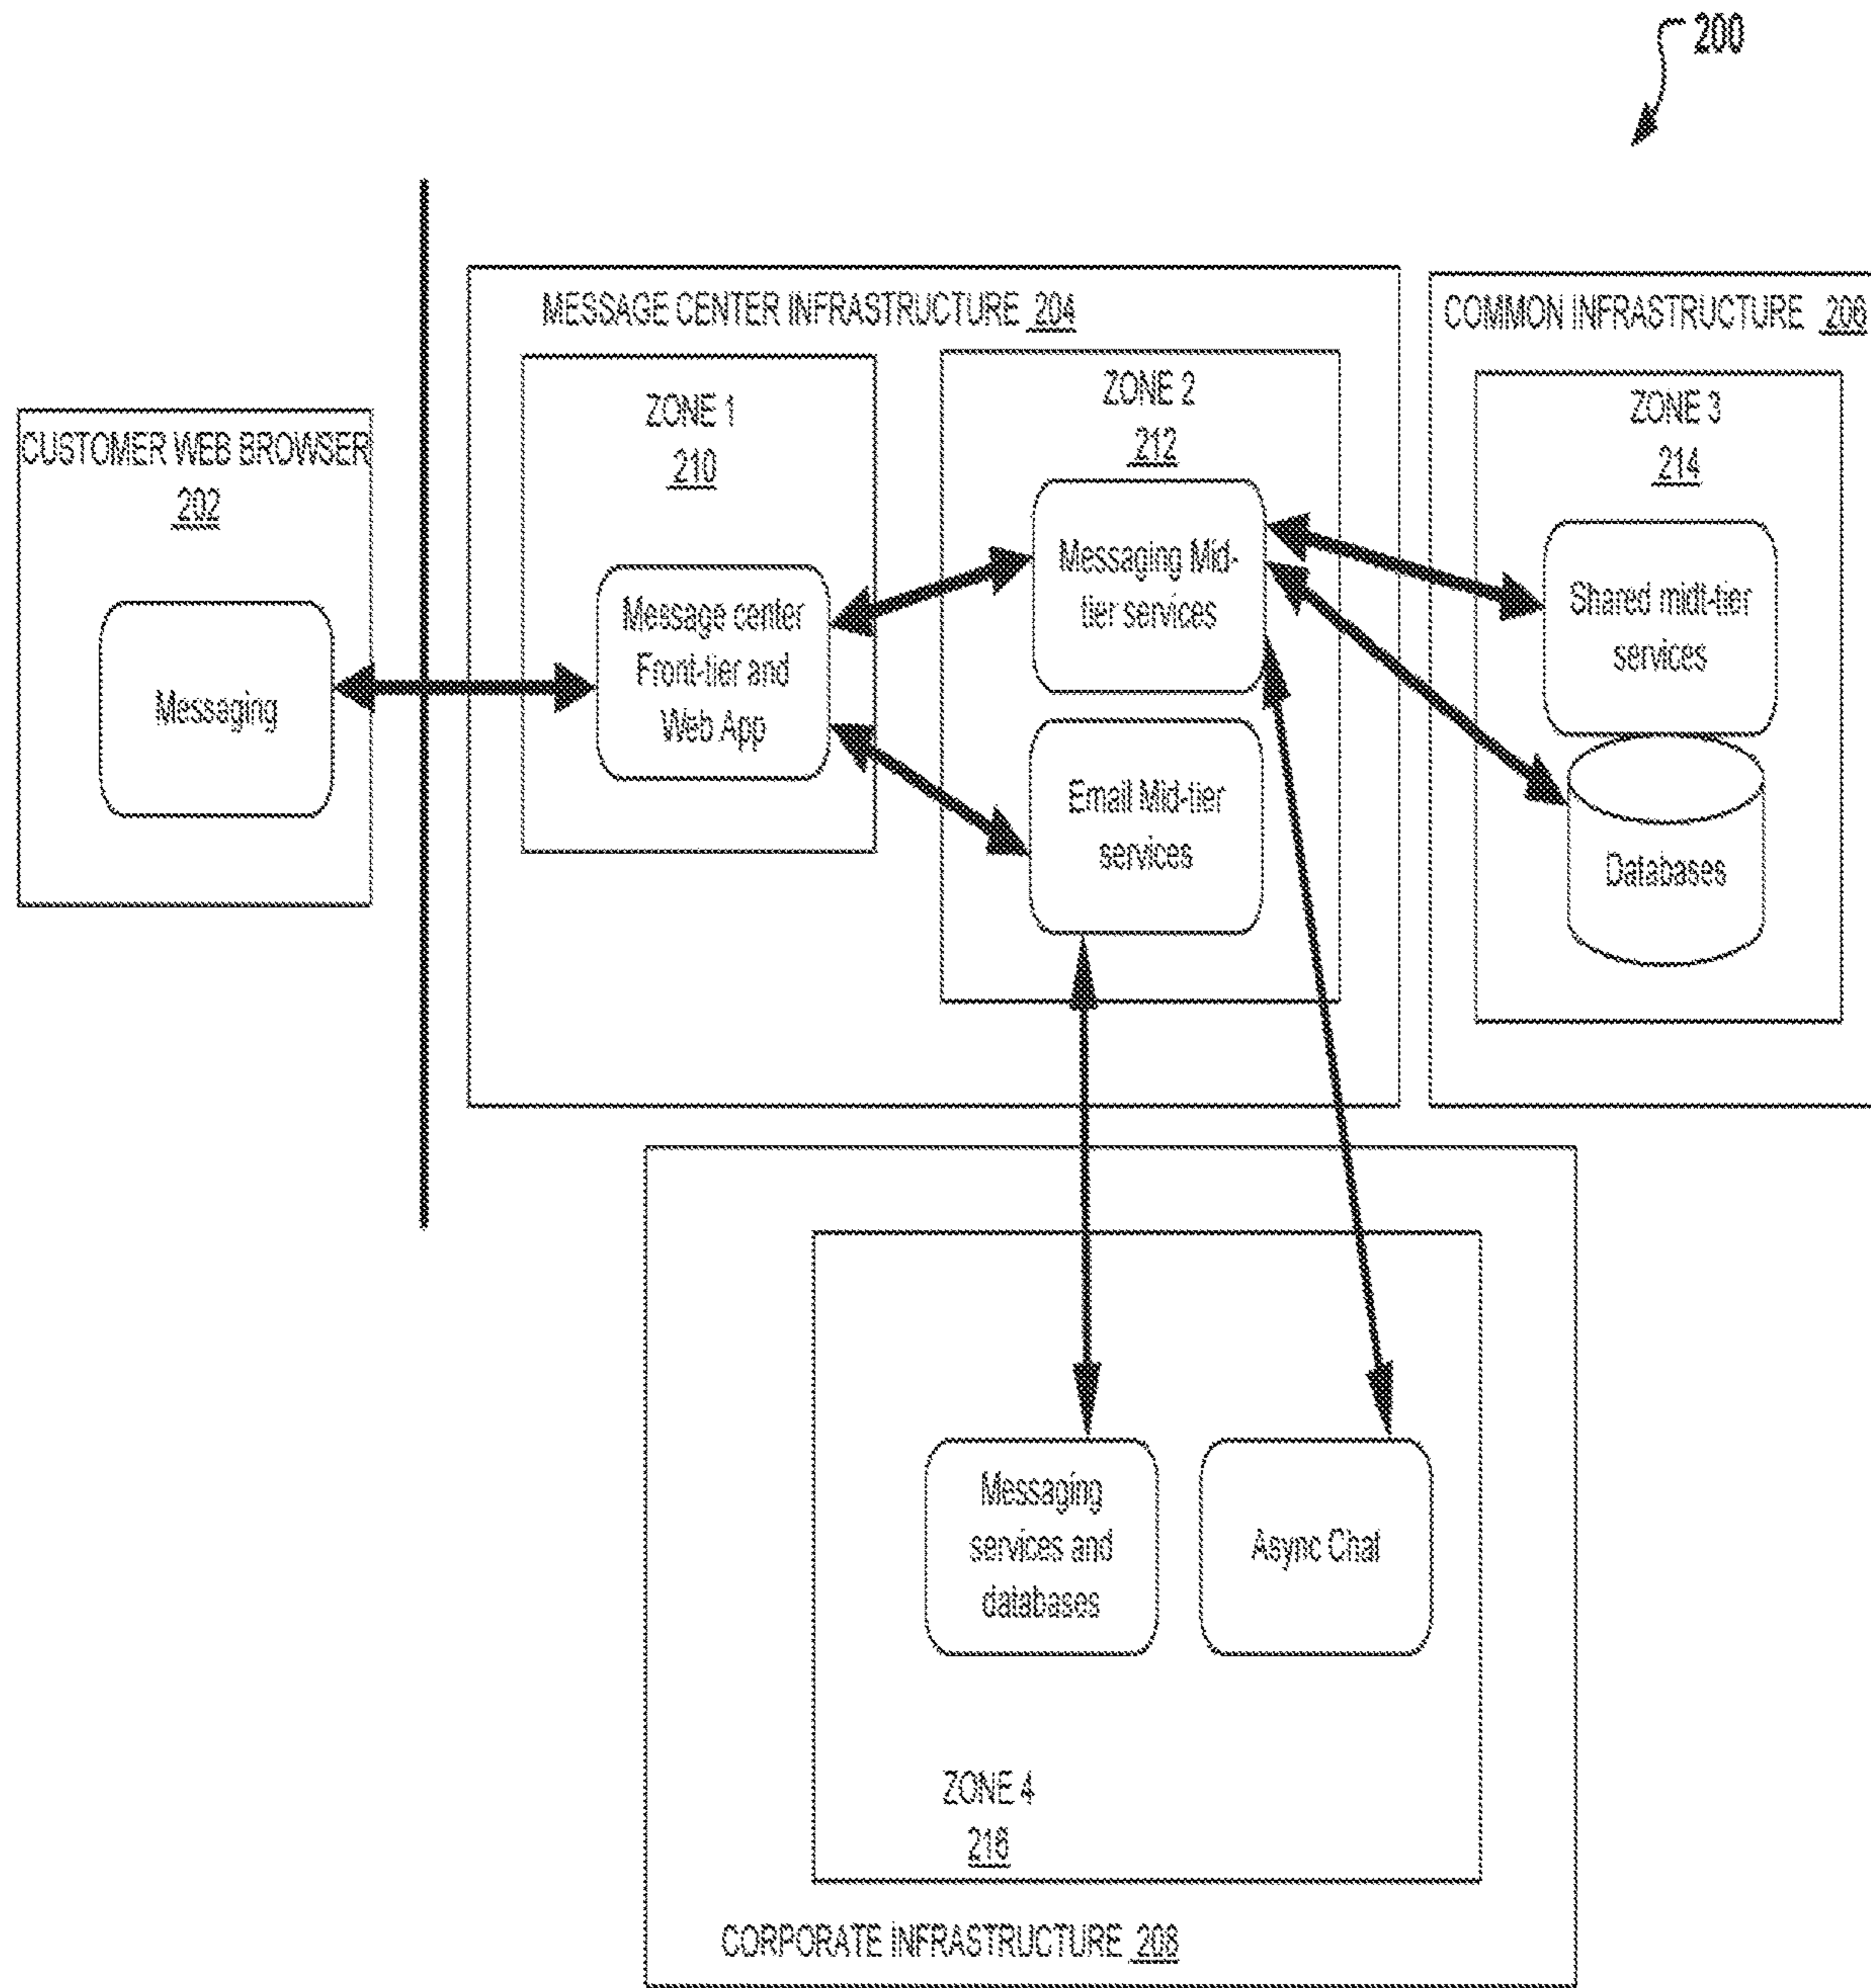 200
MESSAGE CENTER INFRASTRUCTURE 204
COMMON INFRASTRUCTURE 206
CUSTOMER WEB BROWSER
202
Messaging
ZONE 1
210
Message center
Front-tier and
Web App
ZONE 2
212
Messaging Mid-
tier services
Email Mid-tier
services
ZONE 3
214
Shared midt-tier
services
Databases
Messaging
services and
databases
Async Chat
ZONE 4
216
CORPORATE INFRASTRUCTURE 208